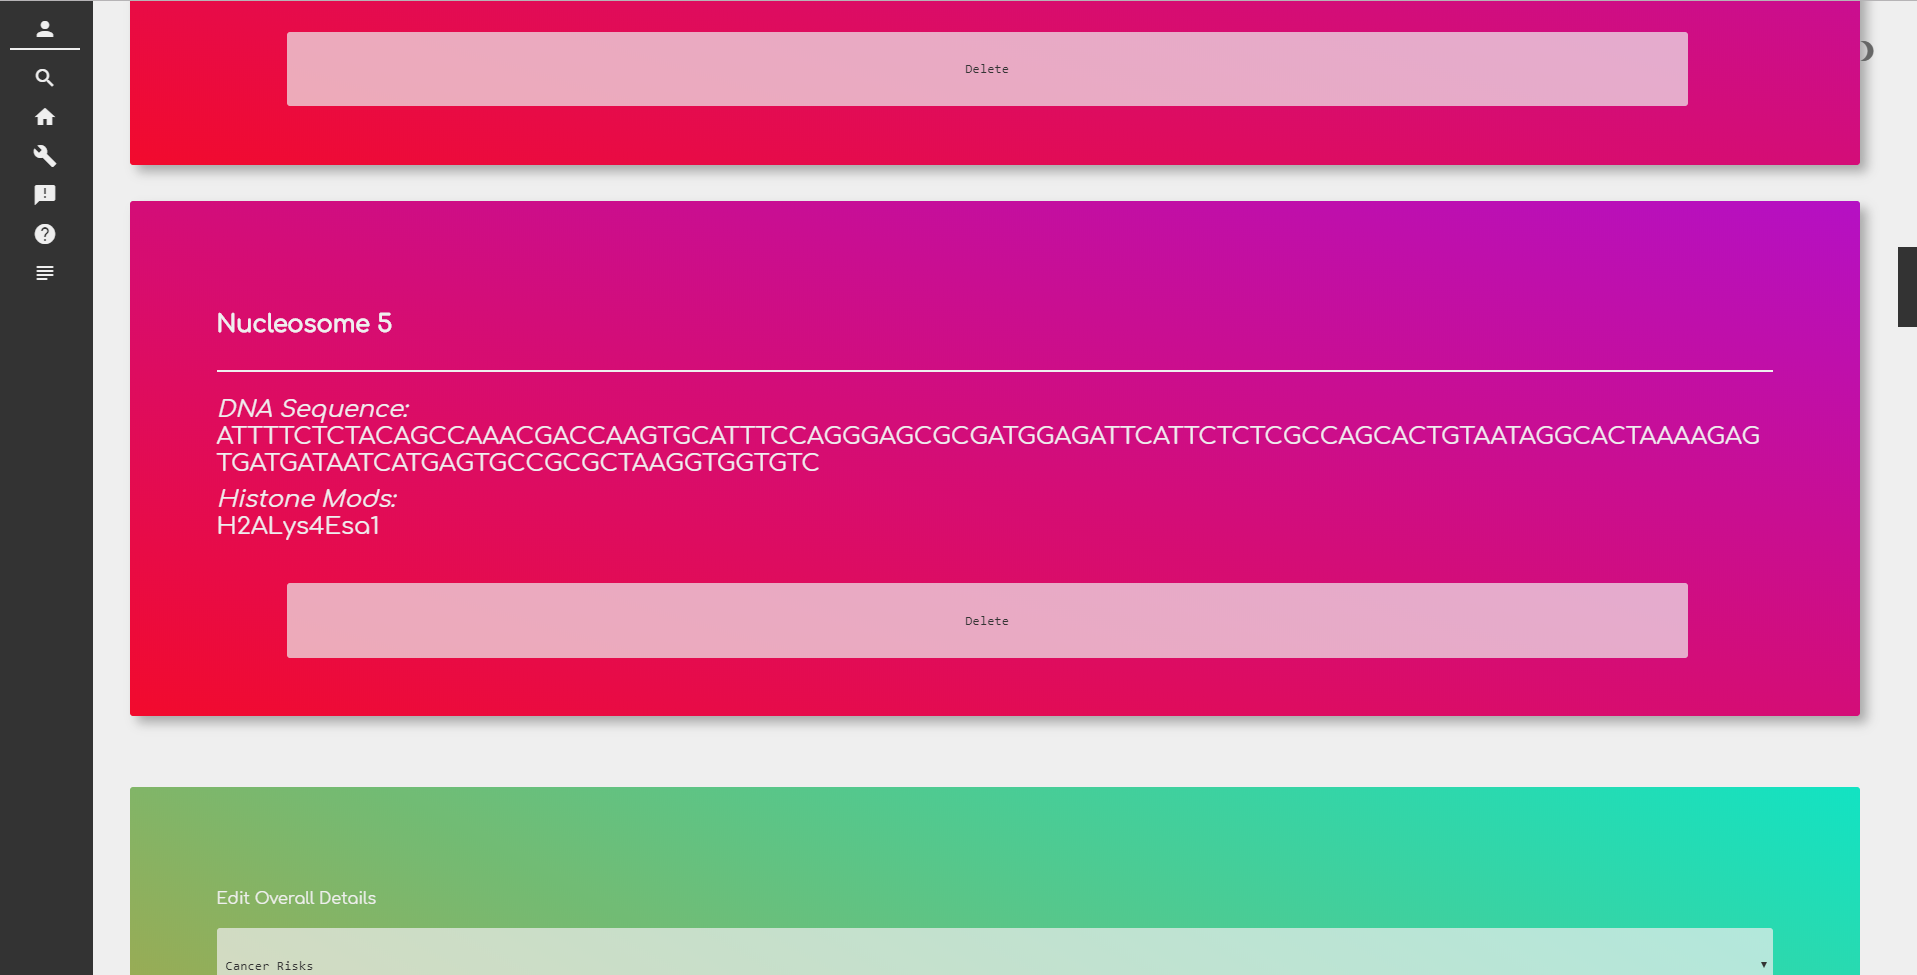 Delete
Nucleosome 5
DNA Sequence:
ATTTTCTCTACAGCCAAACGACCAAGTGCATTTCCAGGGAGCGCGATGGAGATTCATTCTCTCGCCAGCACTGTAATAGGCACTAAAAGAG
TGATGATAATCATGAGTGCCGCGCTAAGGTGGTGTC
Histone Mods:
H2ALys4Esa1
Delete
Edit Overall Details
Cancer Risks